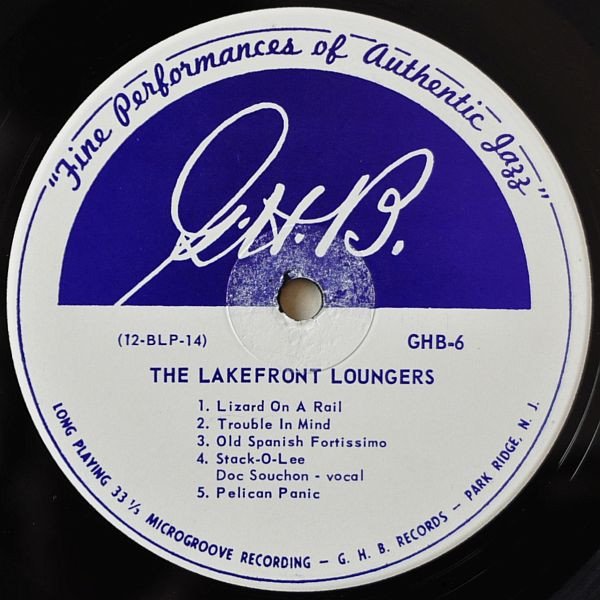 "Fine Performances of Authentic Jazz"
G.H.B.
(12-BLP-14) GHB-6
THE LAKEFRONT LOUNGERS
1. Lizard On A Rail
2. Trouble In Mind
3. Old Spanish Fortissimo
4. Stack-O-Lee
Doc Souchon - vocal
5. Pelican Panic
LONG PLAYING 33 1/3 MICROGROOVE RECORDING - G. H. B. RECORDS - PARK RIDGE, N. J.